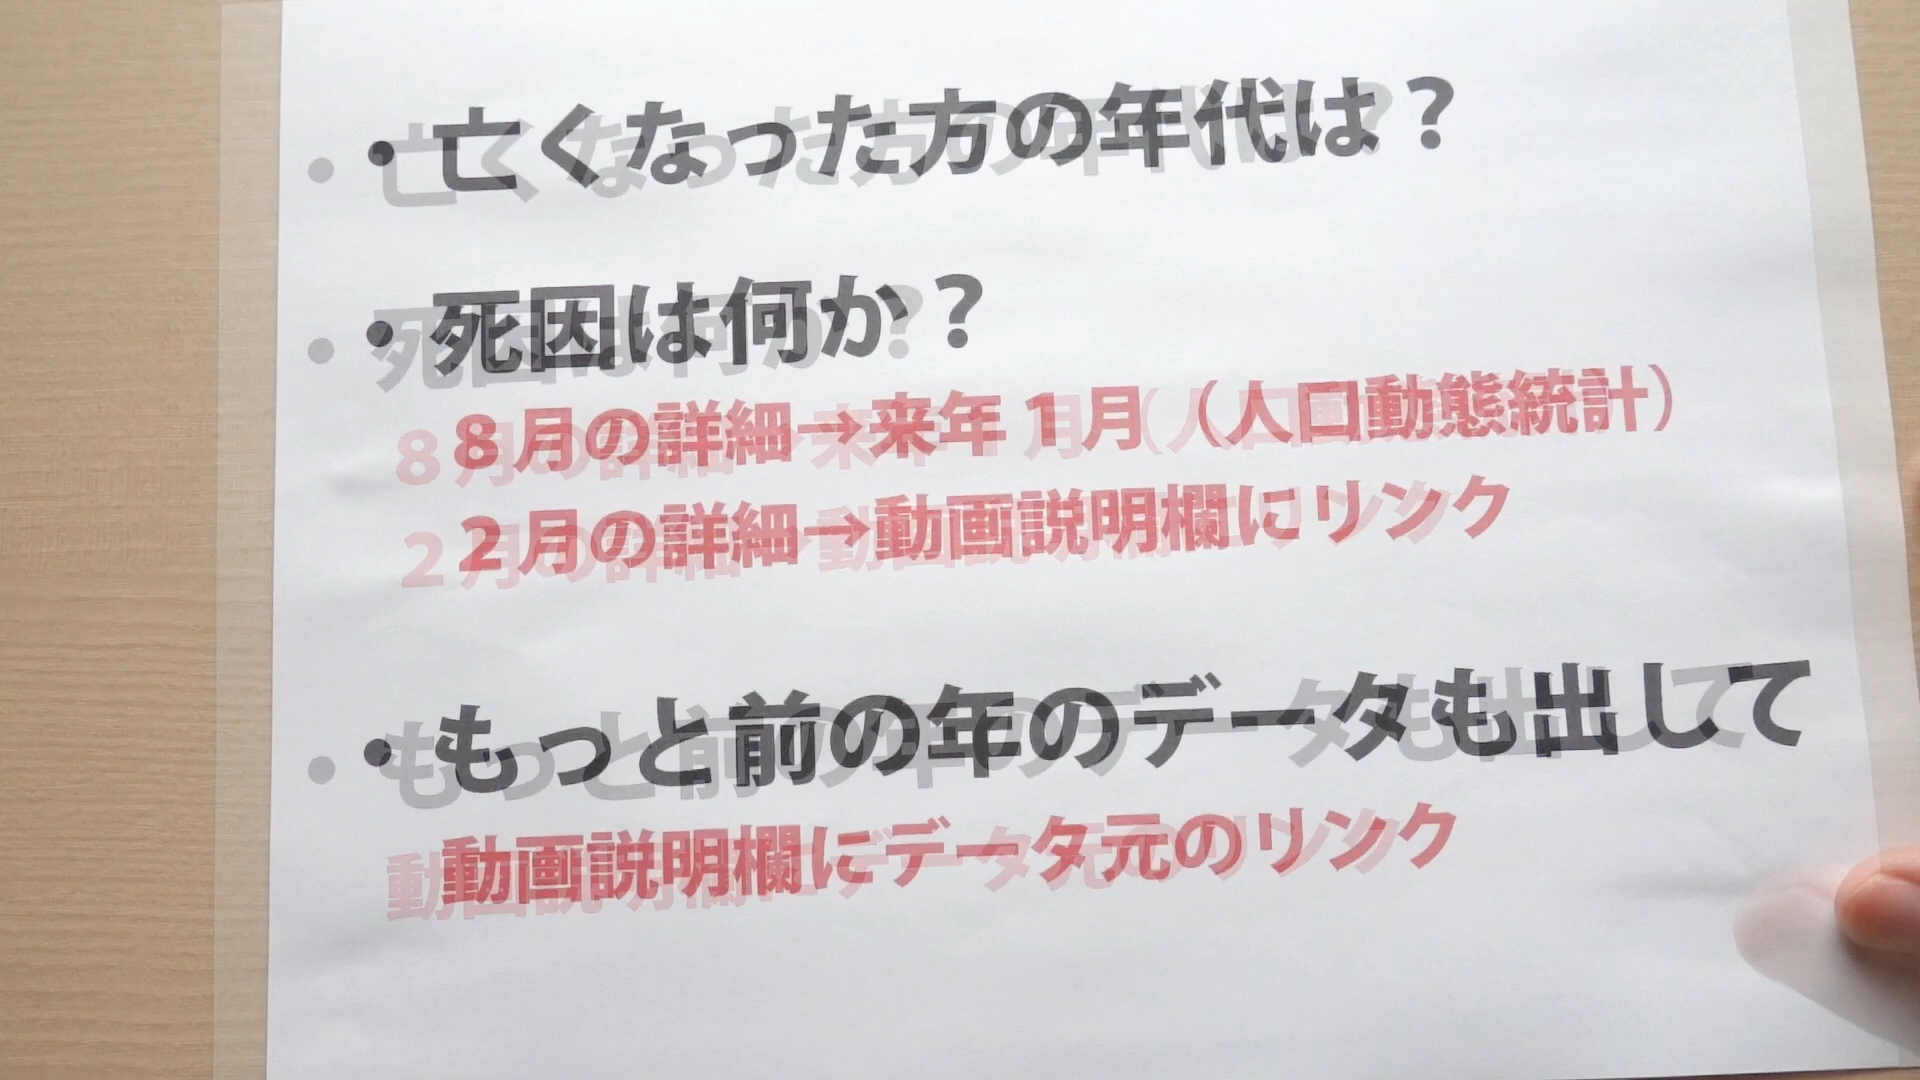 ・亡くなった方の年代は？
・死因は何か？
8月の詳細→来年1月（人口動態統計）
2月の詳細→動画説明欄にリンク
・もっと前の年のデータも出して
動画説明欄にデータ元のリンク